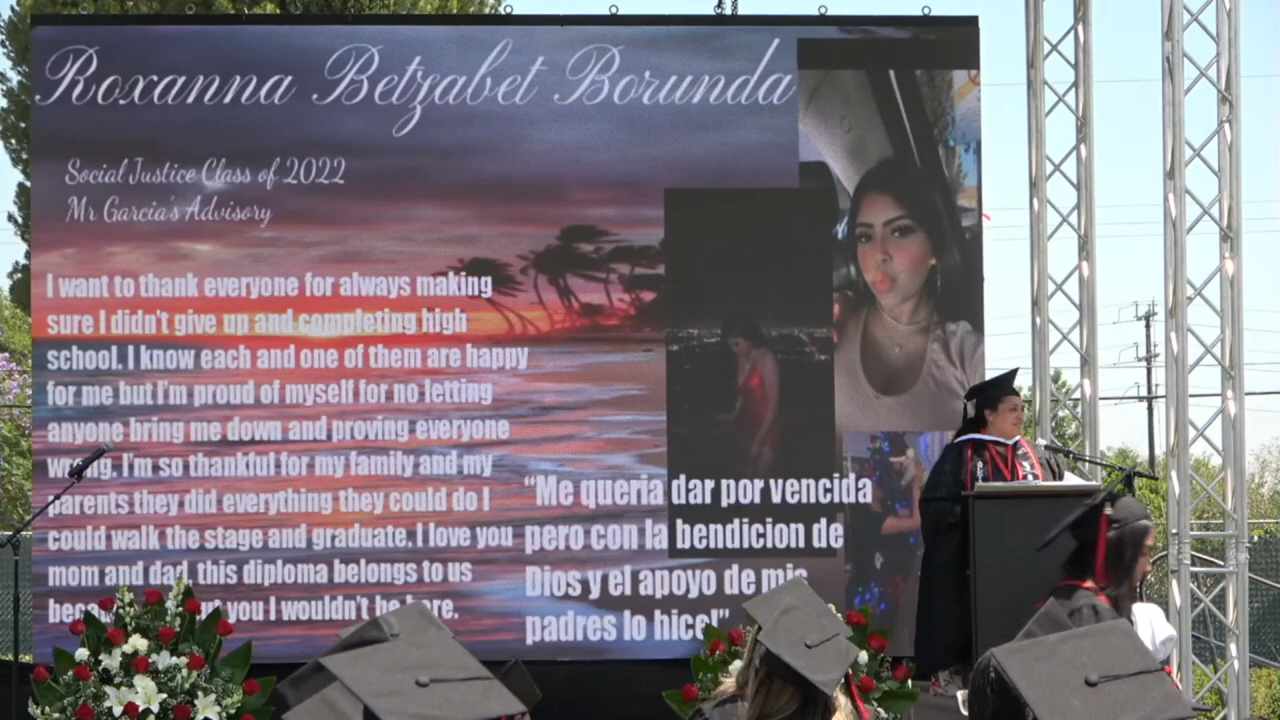 Roxanna Betzabet Borunda
Social Justice Class of 2022
Mr Garcia's Advisory
I want to thank everyone for always making
sure I didn't give up and completing high
school. I know each and one of them are happy
for me but I'm proud of myself for no letting
anyone bring me down and proving everyone
wrong. I'm so thankful for my family and my
parents they did everything they could do I
could walk the stage and graduate. I love you
mom and dad, this diploma belongs to us
you I wouldn't be here.
“Me queria dar por vencida
pero con la bendicion de
Dios y el apoyo de mis
padres lo hice!”